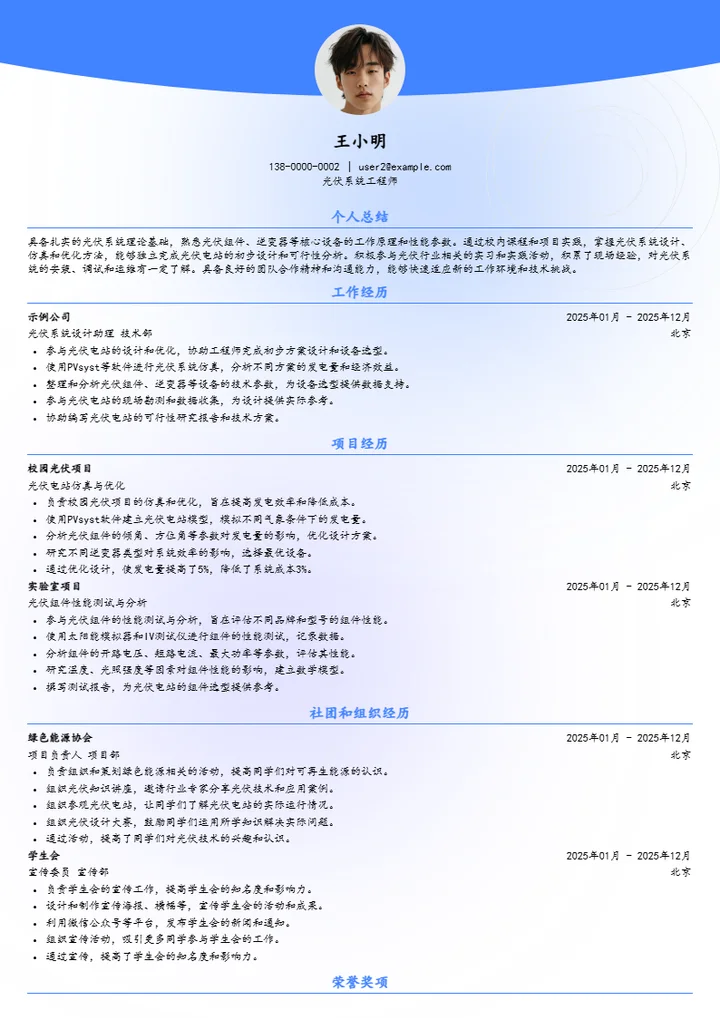 王小明
138-0000-0002 | user2@example.com
光伏系统工程师
个人总结
具备扎实的光伏系统理论基础，熟悉光伏组件、逆变器等核心设备的工作原理和性能参数。通过校内课程和项目实践，掌握光伏系统设计、
仿真和优化方法，能够独立完成光伏电站的初步设计和可行性分析。积极参与光伏行业相关的实习和实践活动，积累了现场经验，对光伏系
统的安装、调试和运维有一定了解。具备良好的团队合作精神和沟通能力，能够快速适应新的工作环境和技术挑战。
工作经历
示例公司 2025年01月 - 2025年12月
光伏系统设计助理 技术部 北京
• 参与光伏电站的设计和优化，协助工程师完成初步方案设计和设备选型。
• 使用PVsyst等软件进行光伏系统仿真，分析不同方案的发电量和经济效益。
• 整理和分析光伏组件、逆变器等设备的技术参数，为设备选型提供数据支持。
• 参与光伏电站的现场勘测和数据收集，为设计提供实际参考。
• 协助编写光伏电站的可行性研究报告和技术方案。
项目经历
校园光伏项目 2025年01月 - 2025年12月
光伏电站仿真与优化 北京
• 负责校园光伏项目的仿真和优化，旨在提高发电效率和降低成本。
• 使用PVsyst软件建立光伏电站模型，模拟不同气象条件下的发电量。
• 分析光伏组件的倾角、方位角等参数对发电量的影响，优化设计方案。
• 研究不同逆变器类型对系统效率的影响，选择最优设备。
• 通过优化设计，使发电量提高了5%，降低了系统成本3%。
实验室项目 2025年01月 - 2025年12月
光伏组件性能测试与分析 北京
• 参与光伏组件的性能测试与分析，旨在评估不同品牌和型号的组件性能。
• 使用太阳能模拟器和IV测试仪进行组件的性能测试，记录数据。
• 分析组件的开路电压、短路电流、最大功率等参数，评估其性能。
• 研究温度、光照强度等因素对组件性能的影响，建立数学模型。
• 撰写测试报告，为光伏电站的组件选型提供参考。
社团和组织经历
绿色能源协会 2025年01月 - 2025年12月
项目负责人 项目部 北京
• 负责组织和策划绿色能源相关的活动，提高同学们对可再生能源的认识。
• 组织光伏知识讲座，邀请行业专家分享光伏技术和应用案例。
• 组织参观光伏电站，让同学们了解光伏电站的实际运行情况。
• 组织光伏设计大赛，鼓励同学们运用所学知识解决实际问题。
• 通过活动，提高了同学们对光伏技术的兴趣和认识。
学生会 2025年01月 - 2025年12月
宣传委员 宣传部 北京
• 负责学生会的宣传工作，提高学生会的知名度和影响力。
• 设计和制作宣传海报、横幅等，宣传学生会的活动和成果。
• 利用微信公众号等平台，发布学生会的新闻和通知。
• 组织宣传活动，吸引更多同学参与学生会的工作。
• 通过宣传，提高了学生会的知名度和影响力。
荣誉奖项